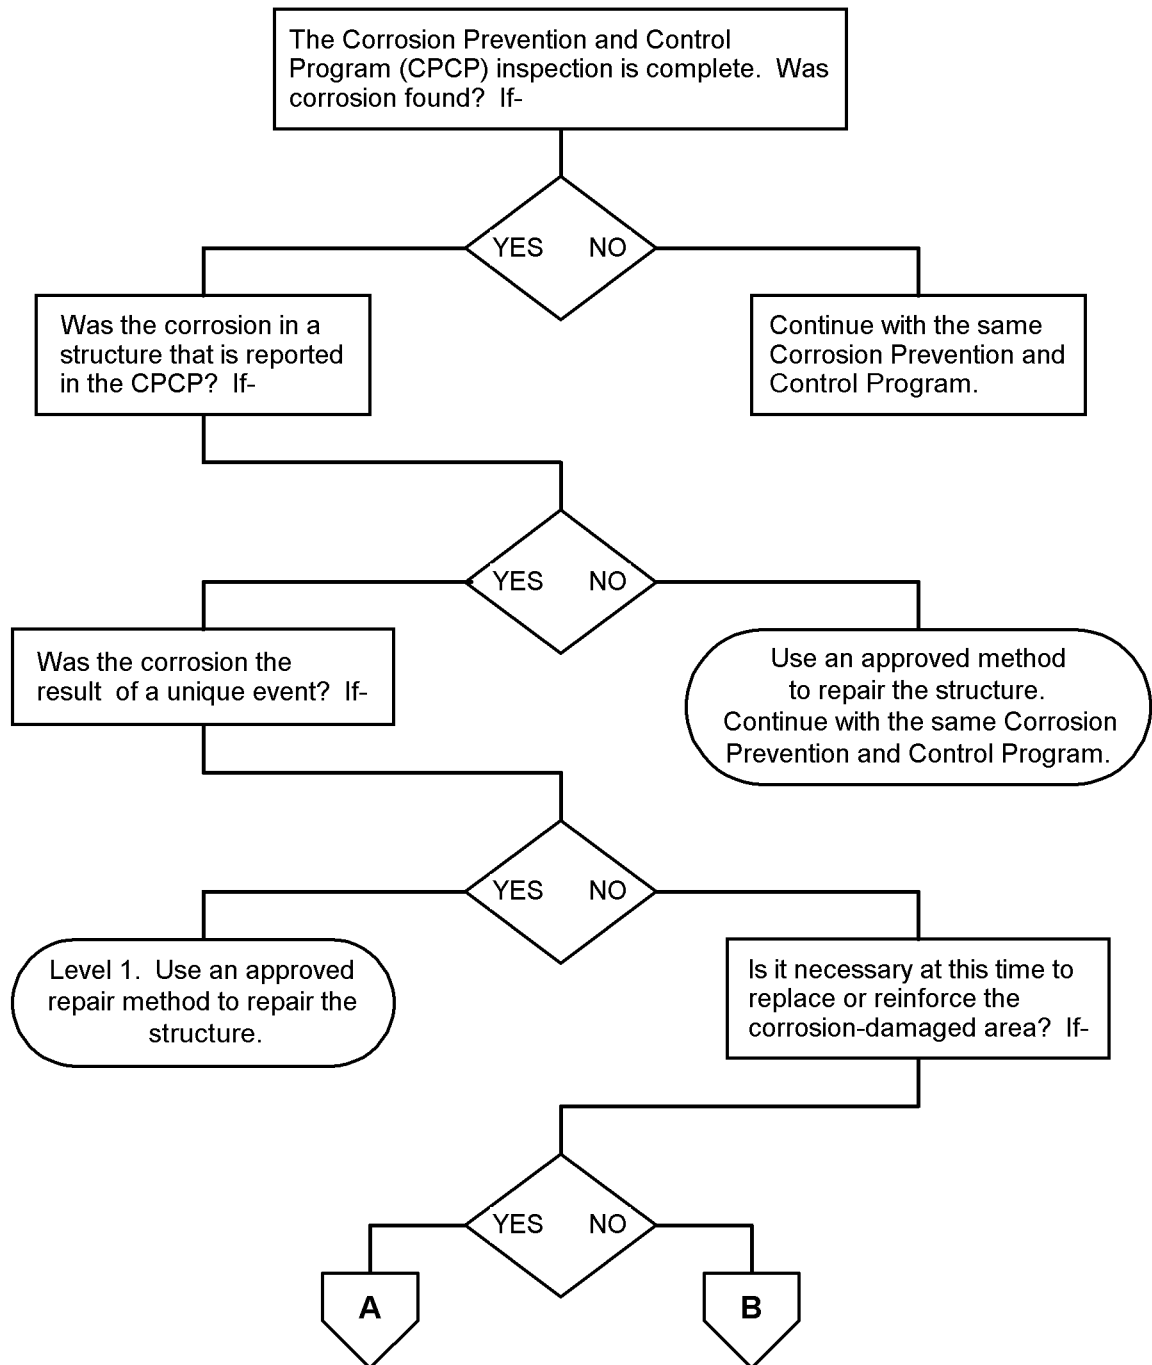 The Corrosion Prevention and Control
Program (CPCP) inspection is complete.  Was
corrosion found?  If-
YES NO
Was the corrosion in a
structure that is reported
in the CPCP?  If-
Continue with the same
Corrosion Prevention and
Control Program.
YES NO
Was the corrosion the
result  of a unique event?  If-
Use an approved method
to repair the structure.
Continue with the same Corrosion
Prevention and Control Program.
YES NO
Level 1.  Use an approved
repair method to repair the
structure.
Is it necessary at this time to
replace or reinforce the
corrosion-damaged area?  If-
YES NO
A
B